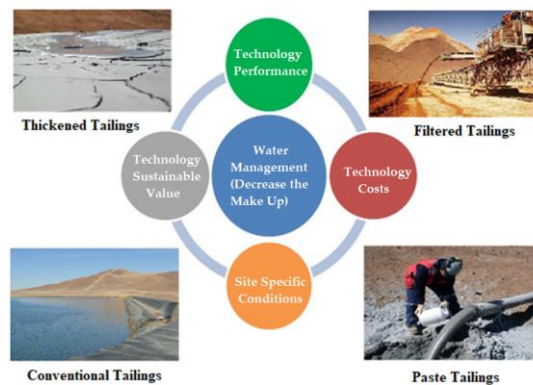 Technology
Performance
Thickened Tailings
Filtered Tailings
Technology
Sustainable
Value
Water
Management
(Decrease the
Make Up)
Technology
Costs
Site Specific
Conditions
Conventional Tailings
Paste Tailings